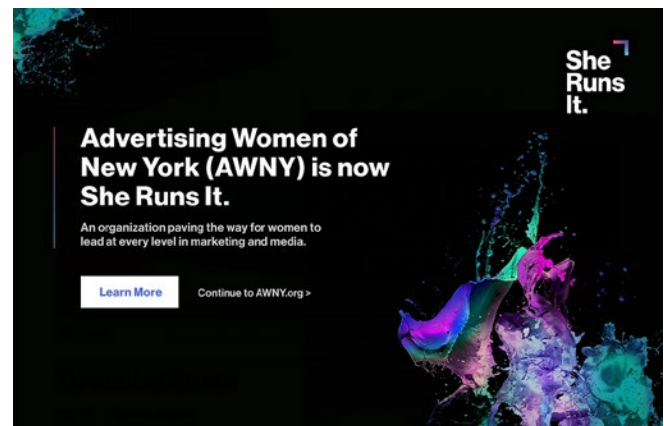 She
Runs
It.
Advertising Women of
New York (AWNY) is now
She Runs It.
An organization paving the way for women to
lead at every level in marketing and media.
Learn More
Continue to AWNY.org >